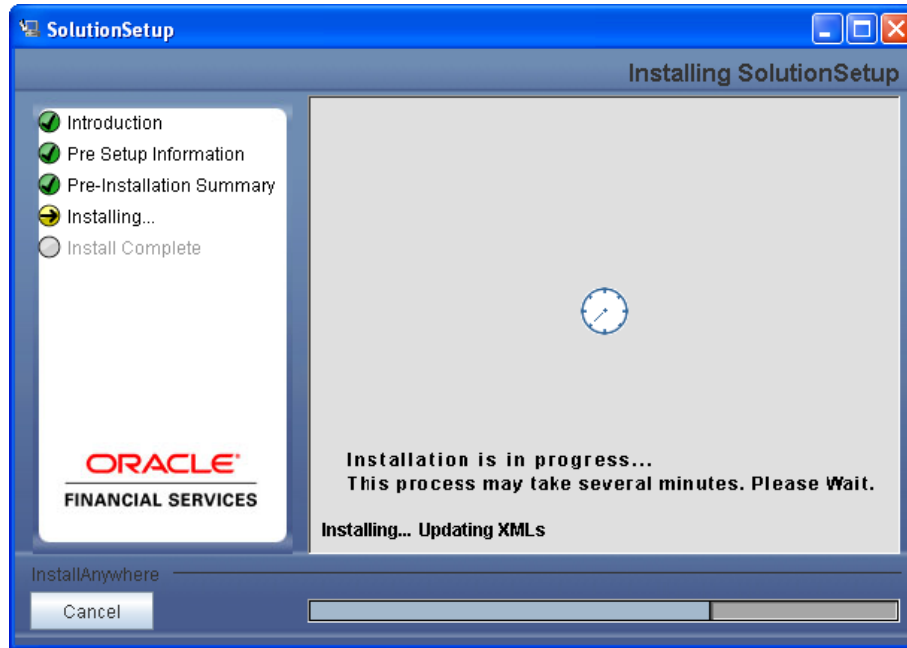 SolutionSetup
Installing SolutionSetup
Introduction
Pre Setup Information
Pre-Installation Summary
Installing...
Install Complete
ORACLE
FINANCIAL SERVICES
Installation is in progress...
This process may take several minutes. Please Wait.
Installing... Updating XMLs
InstallAnywhere
Cancel